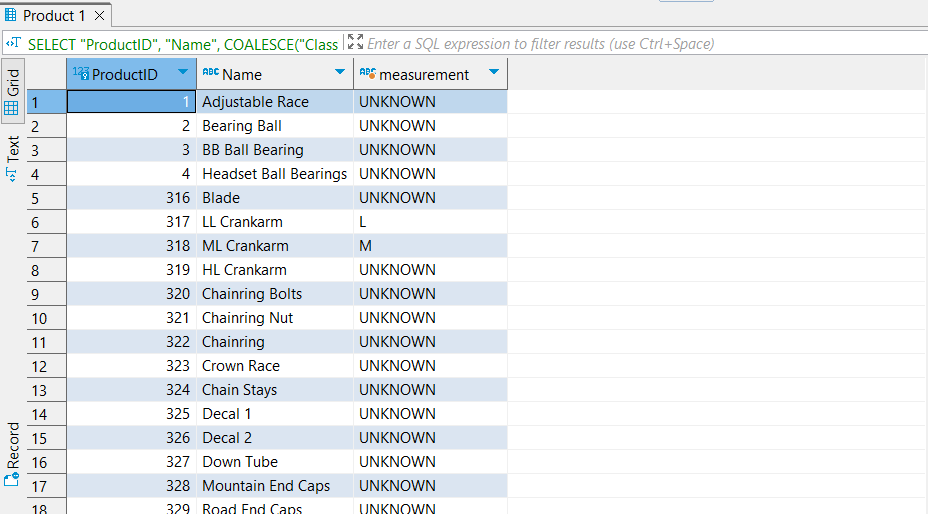 Product 1
SELECT "ProductID", "Name", COALESCE("Class Enter a SQL expression to filter results (use Ctrl+Space)
Grid
Text
Record
123 ProductID ABC Name ABC measurement
1 1 Adjustable Race UNKNOWN
2 2 Bearing Ball UNKNOWN
3 3 BB Ball Bearing UNKNOWN
4 4 Headset Ball Bearings UNKNOWN
5 316 Blade UNKNOWN
6 317 LL Crankarm L
7 318 ML Crankarm M
8 319 HL Crankarm UNKNOWN
9 320 Chainring Bolts UNKNOWN
10 321 Chainring Nut UNKNOWN
11 322 Chainring UNKNOWN
12 323 Crown Race UNKNOWN
13 324 Chain Stays UNKNOWN
14 325 Decal 1 UNKNOWN
15 326 Decal 2 UNKNOWN
16 327 Down Tube UNKNOWN
17 328 Mountain End Caps UNKNOWN
18 329 Road End Caps UNKNOWN